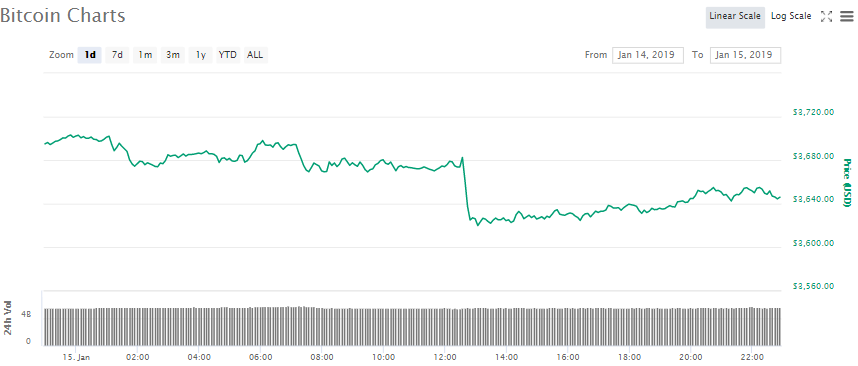 Bitcoin Charts
Linear Scale Log Scale
Zoom 1d 7d 1m 3m 1y YTD ALL
From Jan 14, 2019 To Jan 15, 2019
$3,720.00
$3,680.00
$3,640.00
$3,600.00
$3,560.00
Price (USD)
24h Vol
4B
0
15. Jan 02:00 04:00 06:00 08:00 10:00 12:00 14:00 16:00 18:00 20:00 22:00